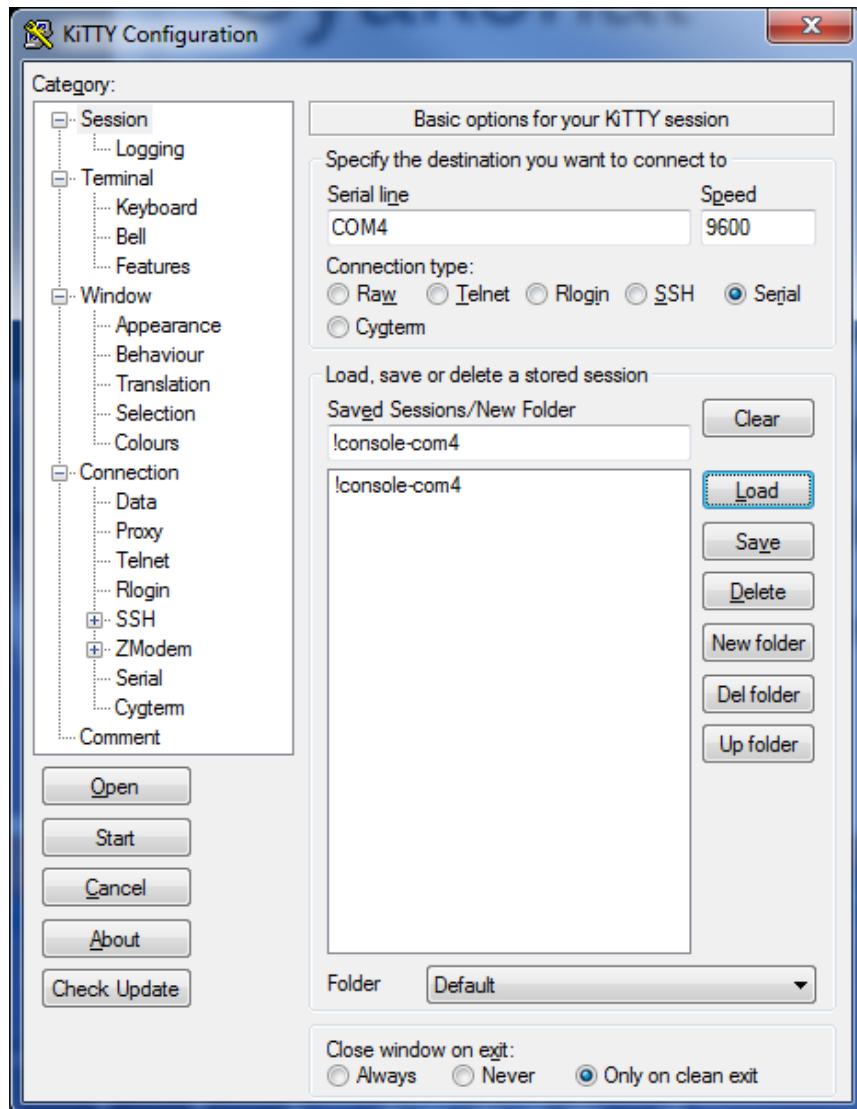 KiTTY Configuration
Category:
Session
Logging
Terminal
Keyboard
Bell
Features
Window
Appearance
Behaviour
Translation
Selection
Colours
Connection
Data
Proxy
Telnet
Rlogin
SSH
ZModem
Serial
Cygterm
Comment
Open
Start
Cancel
About
Check Update
Basic options for your KiTTY session
Specify the destination you want to connect to
Serial line Speed
COM4 9600
Connection type:
Raw Telnet Rlogin SSH Serial
Cygterm
Load, save or delete a stored session
Saved Sessions/New Folder
!console-com4
Clear
!console-com4
Load
Save
Delete
New folder
Del folder
Up folder
Folder Default
Close window on exit:
Always Never Only on clean exit